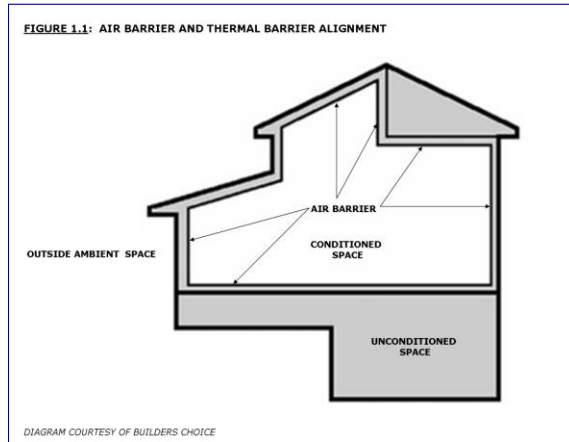 FIGURE 1.1: AIR BARRIER AND THERMAL BARRIER ALIGNMENT
AIR BARRIER
OUTSIDE AMBIENT SPACE
CONDITIONED
SPACE
UNCONDITIONED
SPACE
DIAGRAM COURTESY OF BUILDERS CHOICE